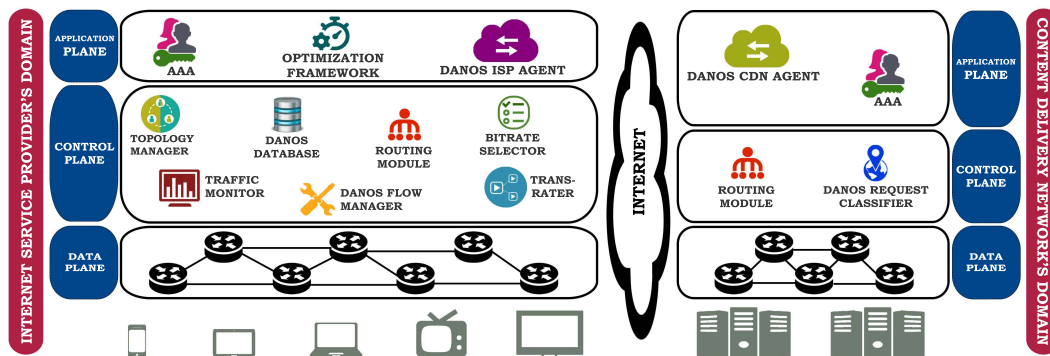 INTERNET SERVICE PROVIDER'S DOMAIN
APPLICATION
PLANE
AAA
OPTIMIZATION
FRAMEWORK
DANOS ISP AGENT
CONTROL
PLANE
TOPOLOGY
MANAGER
DANOS
DATABASE
ROUTING
MODULE
BITRATE
SELECTOR
TRAFFIC
MONITOR
DANOS FLOW
MANAGER
TRANS-
RATER
DATA
PLANE
INTERNET
DANOS CDN AGENT
AAA
APPLICATION
PLANE
ROUTING
MODULE
DANOS REQUEST
CLASSIFIER
CONTROL
PLANE
DATA
PLANE
CONTENT DELIVERY NETWORK'S DOMAIN